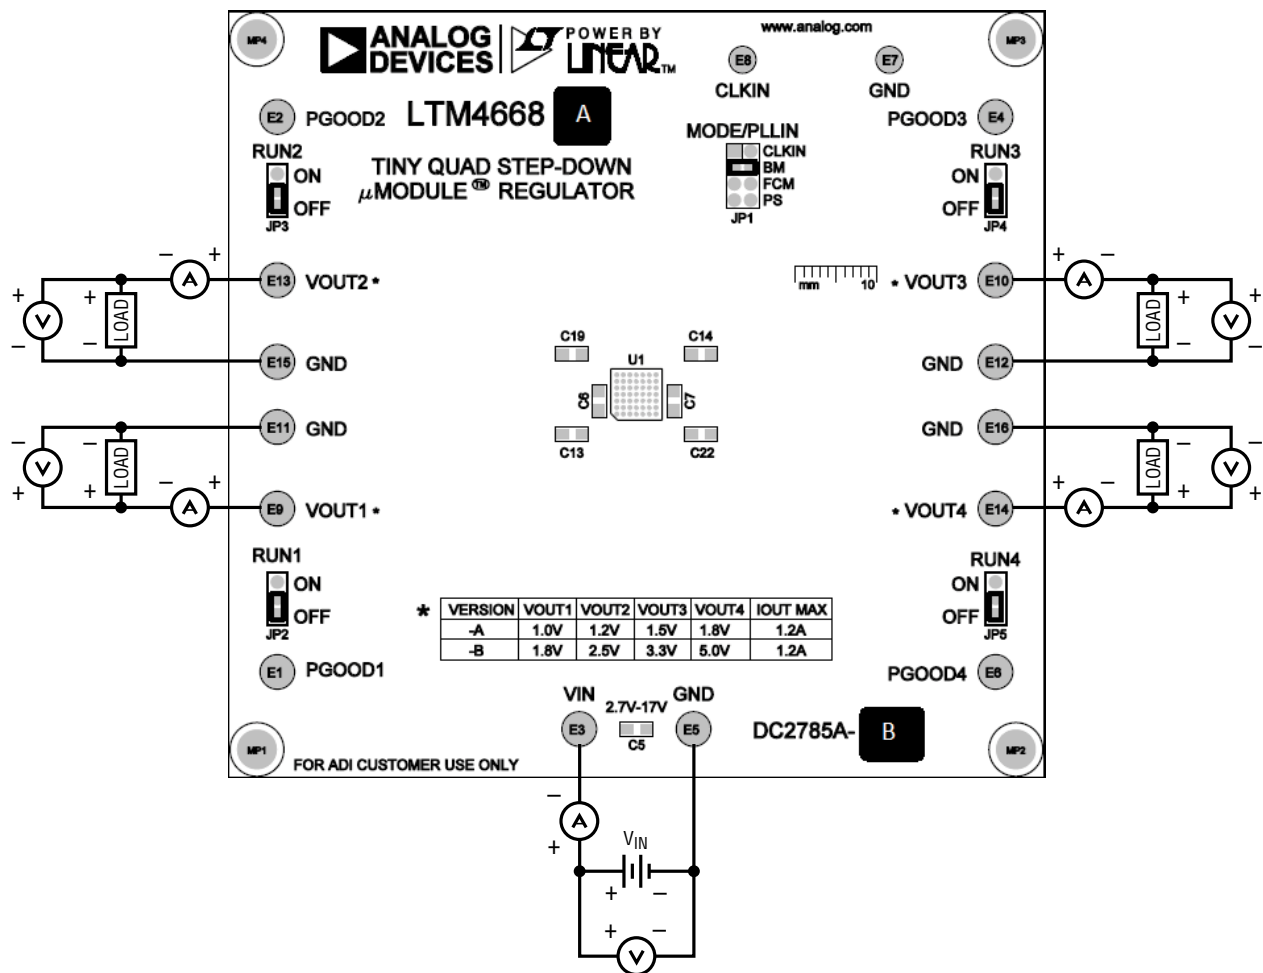 MP4
ANALOG DEVICES
LT
POWER BY LINEAR™
www.analog.com
MP3
E8
CLKIN
E7
GND
E2 PGOOD2
LTM4668 A
PGOOD3 E4
TINY QUAD STEP-DOWN
µMODULE™ REGULATOR
MODE/PLLIN
CLKIN
BM
FCM
PS
JP1
RUN2
ON
OFF
JP3
RUN3
ON
OFF
JP4
- A +
E13 VOUT2 *
+ V -
+ LOAD -
E15 GND
mm 10
* VOUT3 E10
+ A -
+ LOAD -
+ V -
GND E12
C19
C14
U1
C6
C7
C13
C22
E11 GND
- V +
- LOAD +
- A +
E9 VOUT1 *
GND E16
- LOAD +
- V +
* VOUT4 E14
+ A -
RUN1
ON
OFF
JP2
RUN4
ON
OFF
JP5
* VERSION VOUT1 VOUT2 VOUT3 VOUT4 IOUT MAX
-A 1.0V 1.2V 1.5V 1.8V 1.2A
-B 1.8V 2.5V 3.3V 5.0V 1.2A
E1 PGOOD1
PGOOD4 E6
VIN
GND
2.7V-17V
E3
C5
E5
DC2785A- B
MP1
MP2
FOR ADI CUSTOMER USE ONLY
- A +
VIN
+ -
+ V -